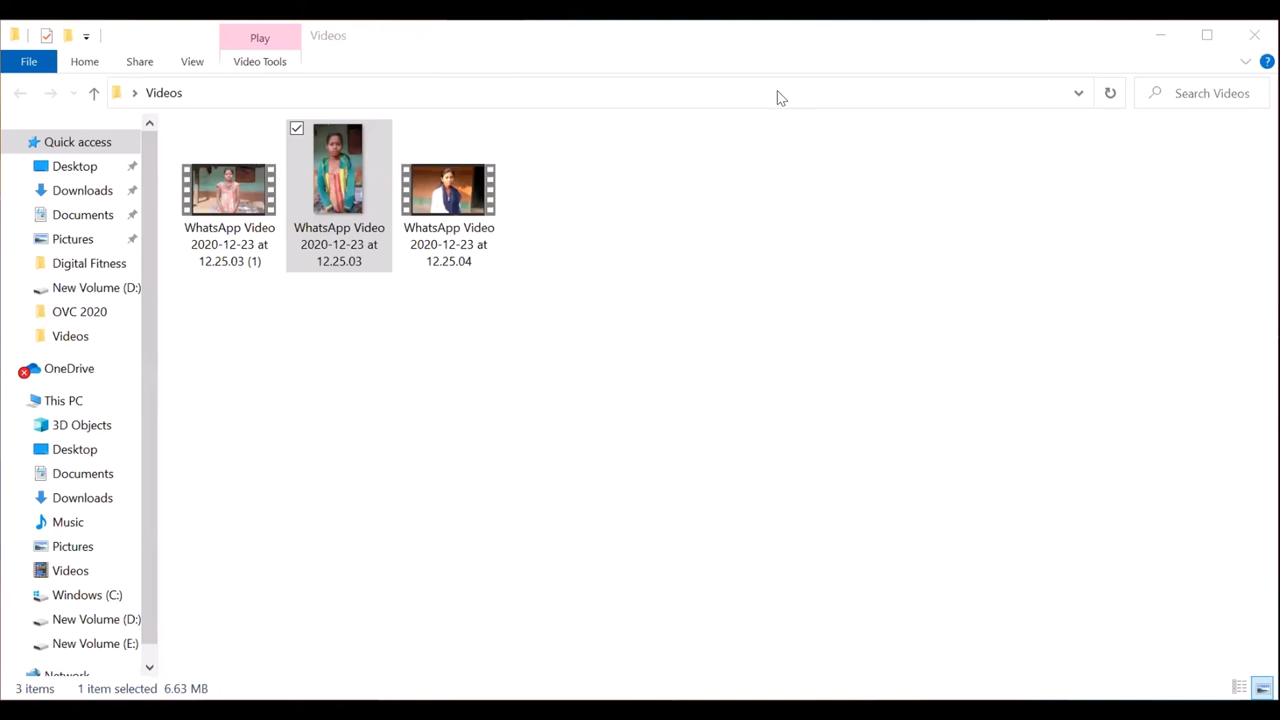 Play
Videos
File
Home
Share
View
Video Tools
Videos
Search Videos
Quick access
Desktop
Downloads
Documents
Pictures
Digital Fitness
New Volume (D:)
OVC 2020
Videos
OneDrive
This PC
3D Objects
Desktop
Documents
Downloads
Music
Pictures
Videos
Windows (C:)
New Volume (D:)
New Volume (E:)
Network
WhatsApp Video
2020-12-23 at
12.25.03 (1)
WhatsApp Video
2020-12-23 at
12.25.03
WhatsApp Video
2020-12-23 at
12.25.04
3 items
1 item selected 6.63 MB